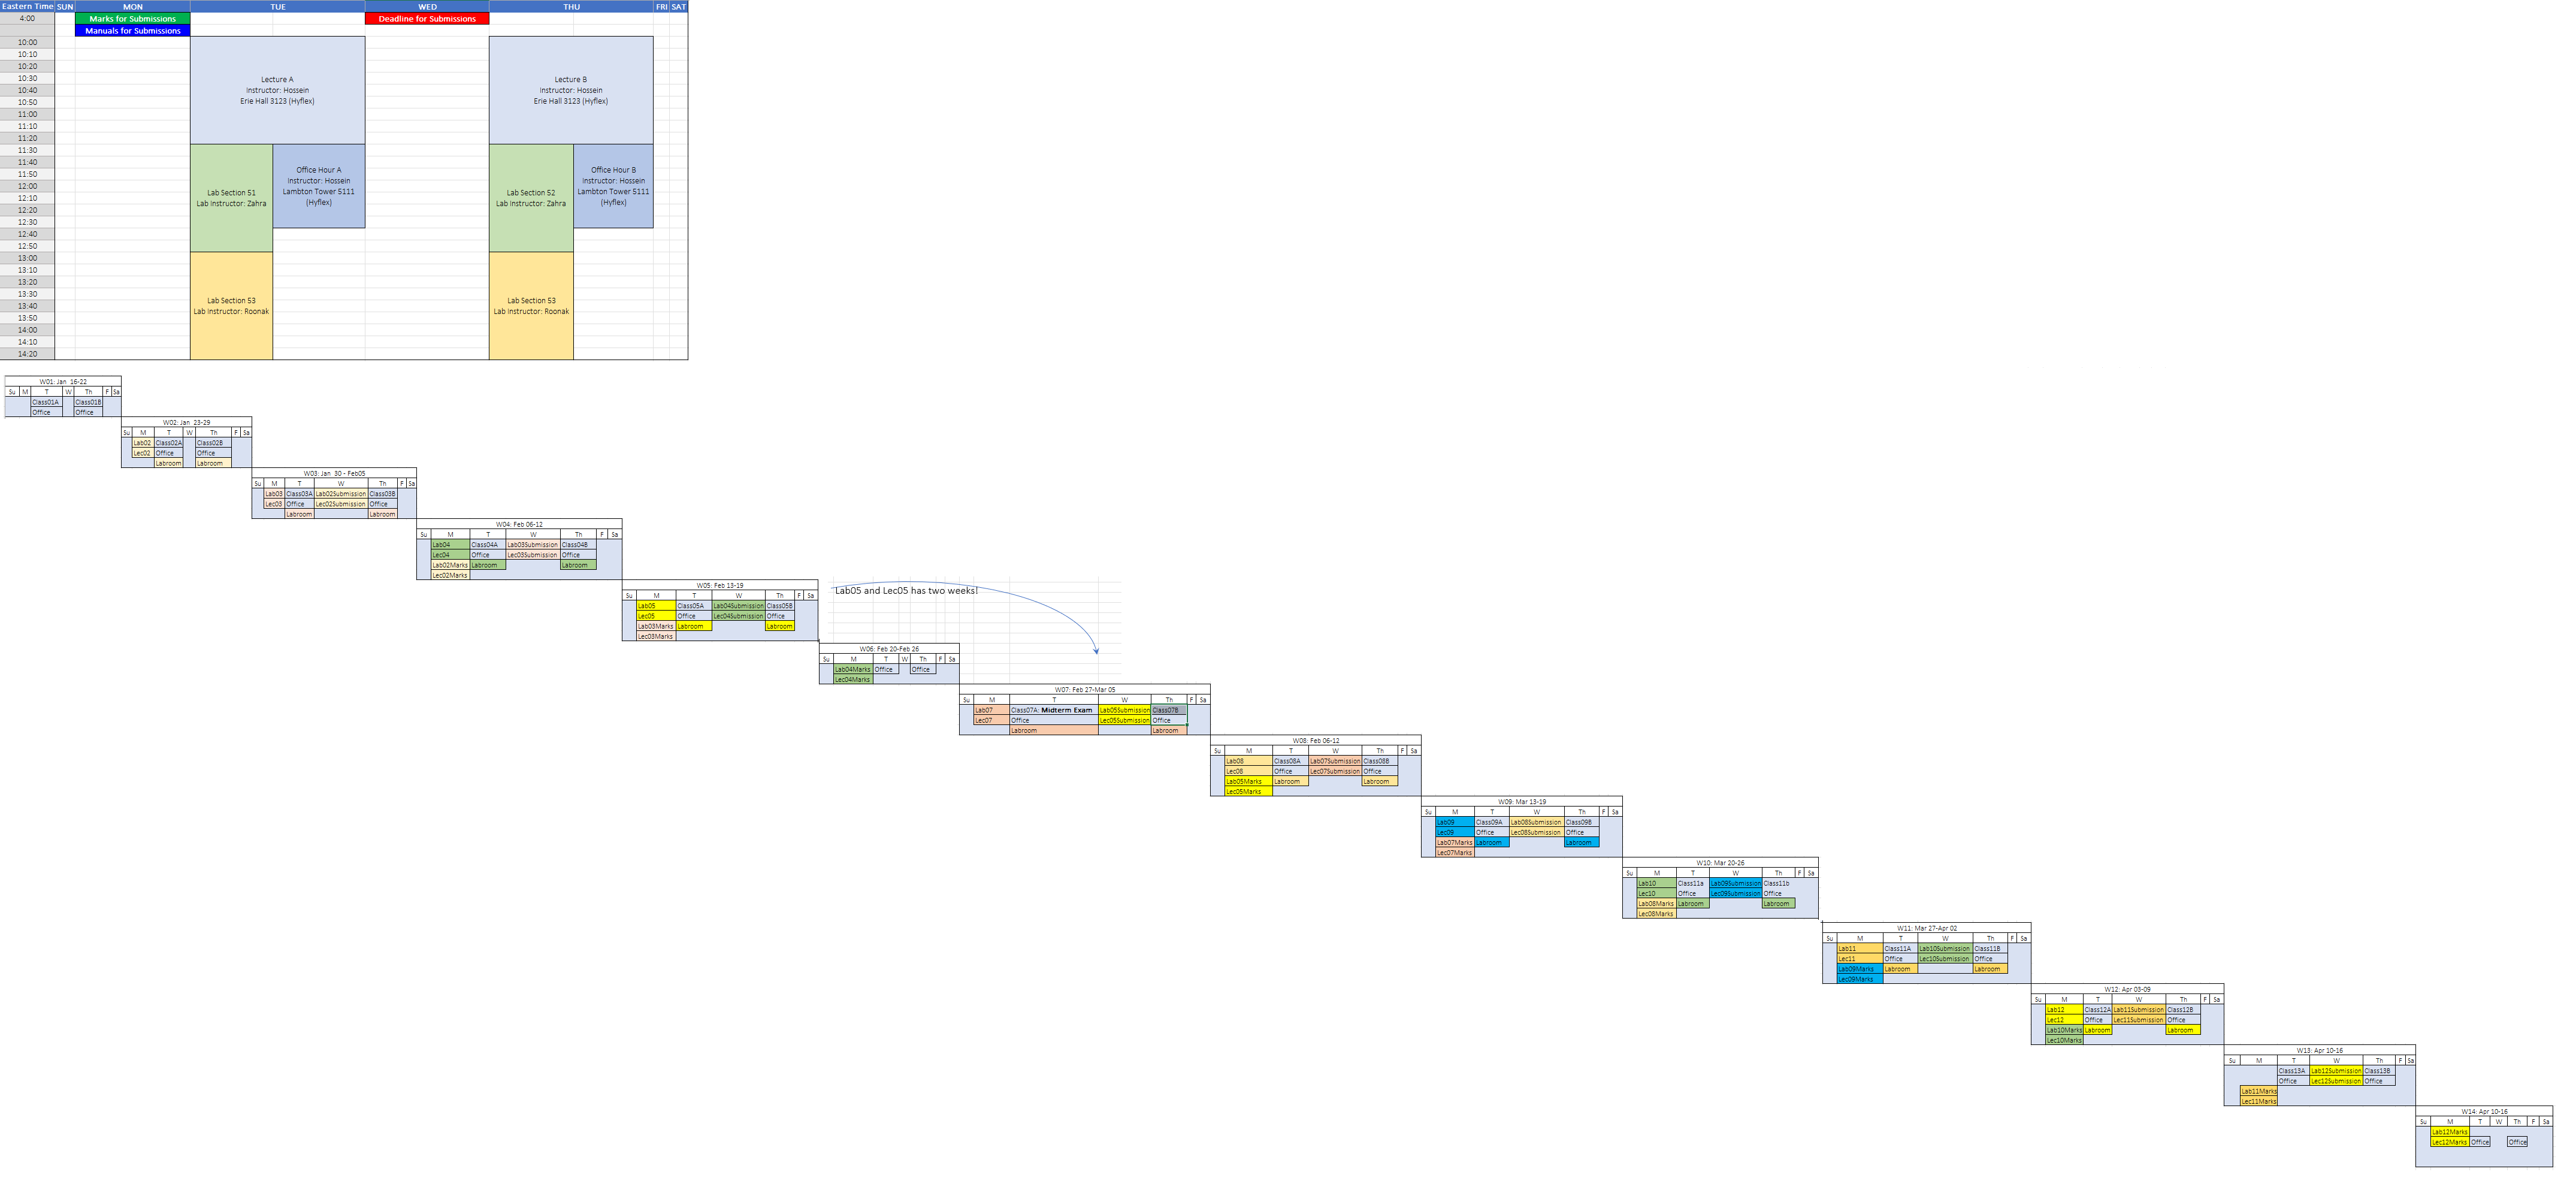 Eastern Time SUN MON TUE WED THU FRI SAT
4:00 Marks for Submissions Deadline for Submissions
Manuals for Submissions
10:00
10:10
10:20
10:30
10:40
10:50
11:00
11:10
11:20
11:30
11:40
11:50
12:00
12:10
12:20
12:30
12:40
12:50
13:00
13:10
13:20
13:30
13:40
13:50
14:00
14:10
14:20
Lecture A
Instructor: Hossein
Erie Hall 3123 (Hyflex)
Lecture B
Instructor: Hossein
Erie Hall 3123 (Hyflex)
Lab Section 51
Lab Instructor: Zahra
Office Hour A
Instructor: Hossein
Lambton Tower 5111
(Hyflex)
Lab Section 52
Lab Instructor: Zahra
Office Hour B
Instructor: Hossein
Lambton Tower 5111
(Hyflex)
Lab Section 53
Lab Instructor: Roonak
Lab Section 53
Lab Instructor: Roonak
W01: Jan 16-22
Su M T W Th F Sa
Class01A Class01B
Office Office
W02: Jan 23-29
Su M T W Th F Sa
Lab02 Class02A Class02B
Lec02 Office Office
Labroom Labroom
W03: Jan 30 - Feb05
Su M T W Th F Sa
Lab03 Class03A Lab02Submission Class03B
Lec03 Office Lec02Submission Office
Labroom Labroom
W04: Feb 06-12
Su M T W Th F Sa
Lab04 Class04A Lab03Submission Class04B
Lec04 Office Lec03Submission Office
Lab02Marks Labroom Labroom
Lec02Marks
W05: Feb 13-19
Su M T W Th F Sa
Lab05 Class05A Lab04Submission Class05B
Lec05 Office Lec04Submission Office
Lab03Marks Labroom Labroom
Lec03Marks
Lab05 and Lec05 has two weeks!
W06: Feb 20-Feb 26
Su M T W Th F Sa
Lab04Marks Office Office
Lec04Marks
W07: Feb 27-Mar 05
Su M T W Th F Sa
Lab07 Class07A: Midterm Exam Lab05Submission Class07B
Lec07 Office Lec05Submission Office
Labroom Labroom
W08: Feb 06-12
Su M T W Th F Sa
Lab08 Class08A Lab07Submission Class08B
Lec08 Office Lec07Submission Office
Lab05Marks Labroom Labroom
Lec05Marks
W09: Mar 13-19
Su M T W Th F Sa
Lab09 Class09A Lab08Submission Class09B
Lec09 Office Lec08Submission Office
Lab07Marks Labroom Labroom
Lec07Marks
W10: Mar 20-26
Su M T W Th F Sa
Lab10 Class11a Lab09Submission Class11b
Lec10 Office Lec09Submission Office
Lab08Marks Labroom Labroom
Lec08Marks
W11: Mar 27-Apr 02
Su M T W Th F Sa
Lab11 Class11A Lab10Submission Class11B
Lec11 Office Lec10Submission Office
Lab09Marks Labroom Labroom
Lec09Marks
W12: Apr 03-09
Su M T W Th F Sa
Lab12 Class12A Lab11Submission Class12B
Lec12 Office Lec11Submission Office
Lab10Marks Labroom Labroom
Lec10Marks
W13: Apr 10-16
Su M T W Th F Sa
Class13A Lab12Submission Class13B
Office Lec12Submission Office
Lab11Marks
Lec11Marks
W14: Apr 10-16
Su M T W Th F Sa
Lab12Marks
Lec12Marks Office Office